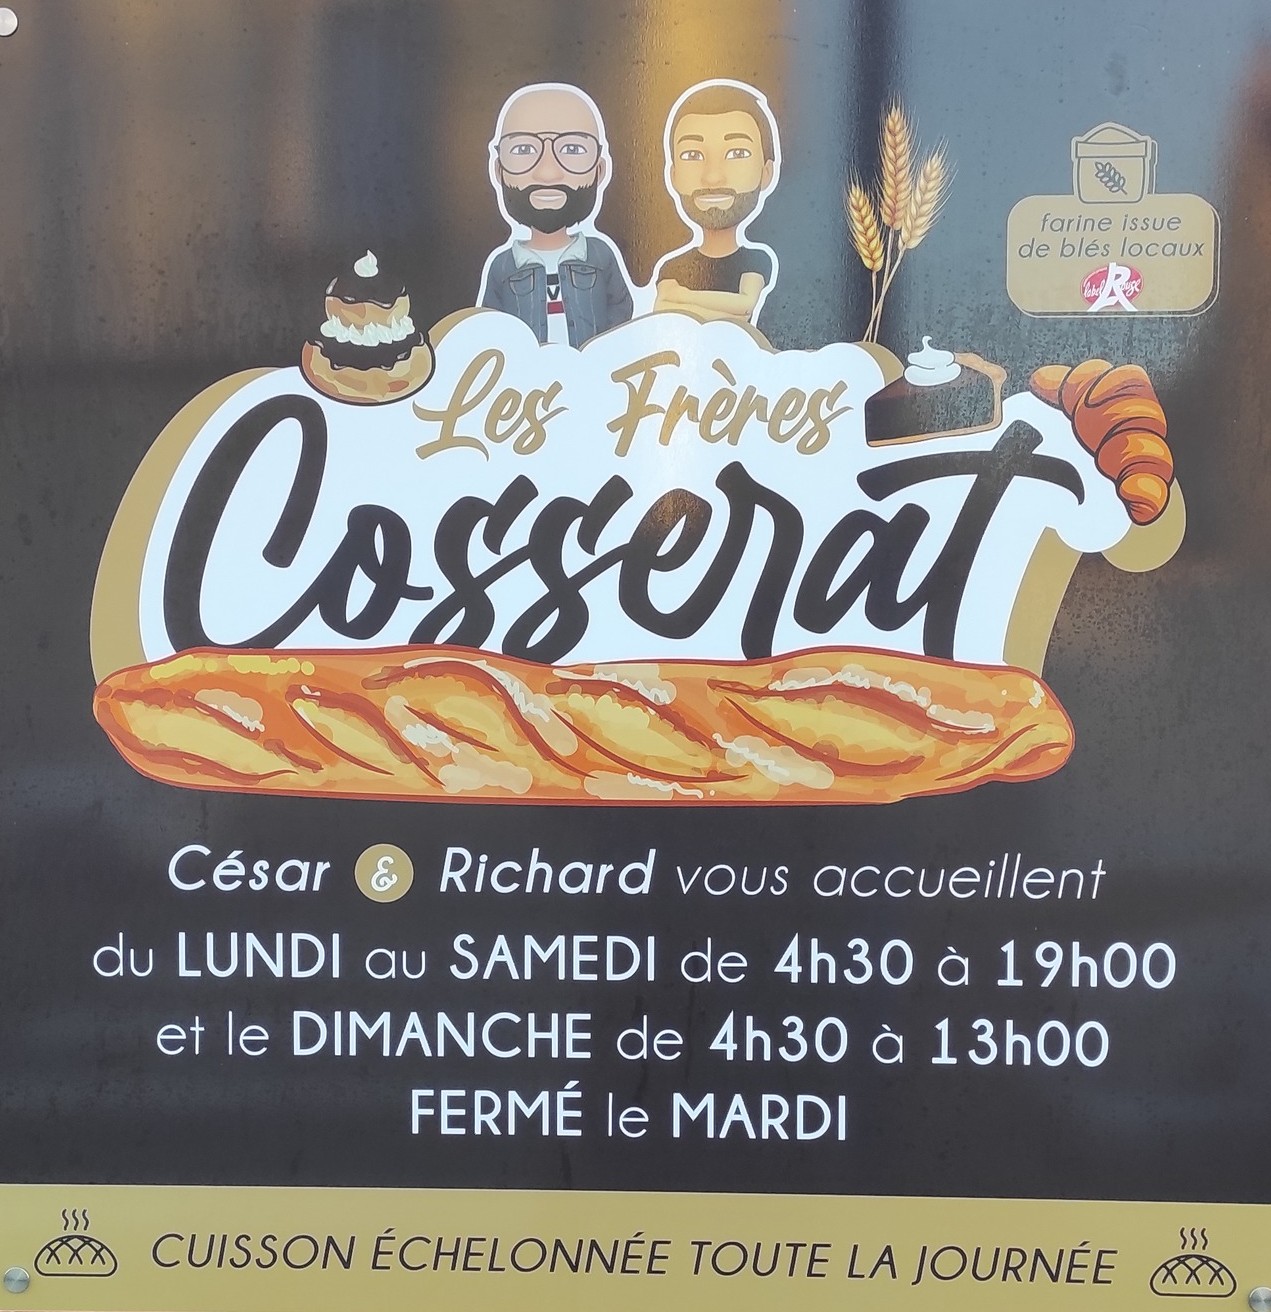 farine issue
de blés locaux
label Rouge
Les Frères
Cosserat
César & Richard vous accueillent
du LUNDI au SAMEDI de 4h30 à 19h00
et le DIMANCHE de 4h30 à 13h00
FERMÉ le MARDI
CUISSON ÉCHELONNÉE TOUTE LA JOURNÉE